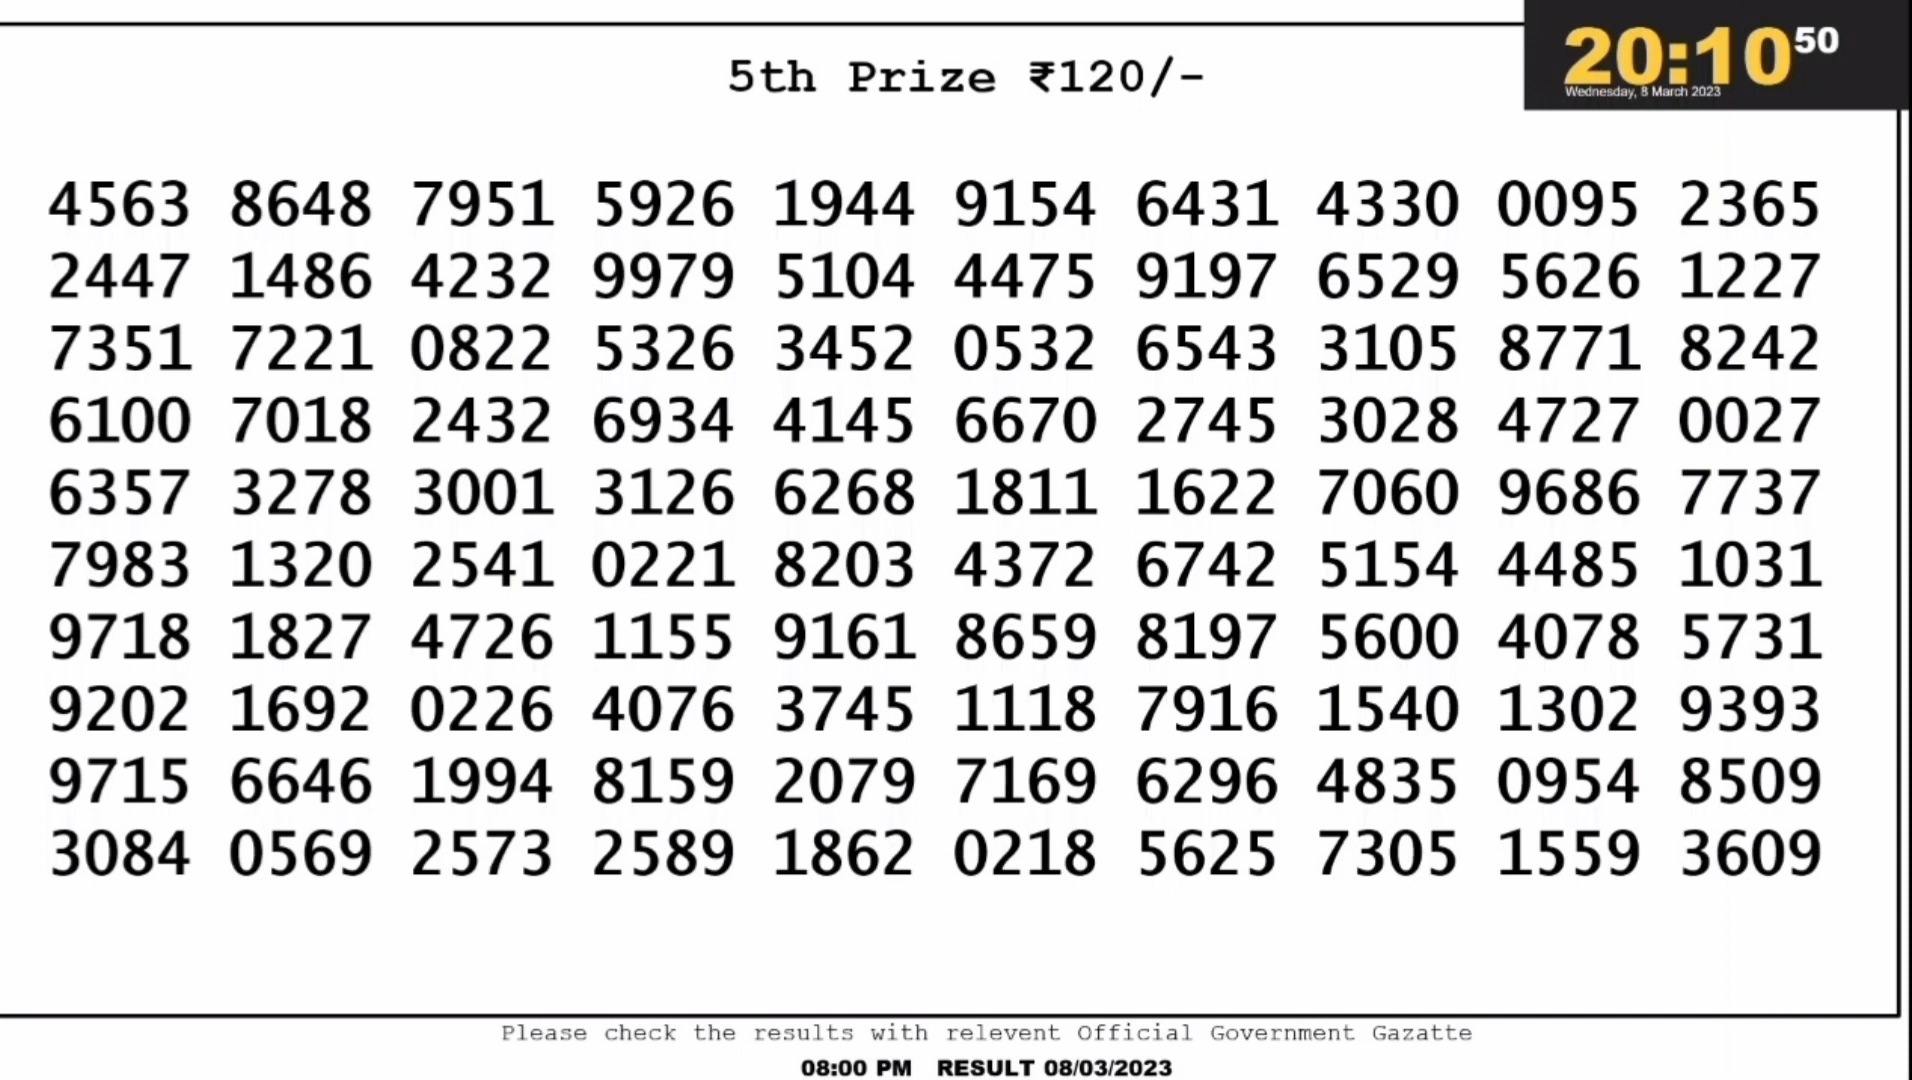 20:10 50
Wednesday, 8 March 2023
5th Prize ₹120/-
4563 8648 7951 5926 1944 9154 6431 4330 0095 2365
2447 1486 4232 9979 5104 4475 9197 6529 5626 1227
7351 7221 0822 5326 3452 0532 6543 3105 8771 8242
6100 7018 2432 6934 4145 6670 2745 3028 4727 0027
6357 3278 3001 3126 6268 1811 1622 7060 9686 7737
7983 1320 2541 0221 8203 4372 6742 5154 4485 1031
9718 1827 4726 1155 9161 8659 8197 5600 4078 5731
9202 1692 0226 4076 3745 1118 7916 1540 1302 9393
9715 6646 1994 8159 2079 7169 6296 4835 0954 8509
3084 0569 2573 2589 1862 0218 5625 7305 1559 3609
Please check the results with relevent Official Government Gazatte
08:00 PM RESULT 08/03/2023